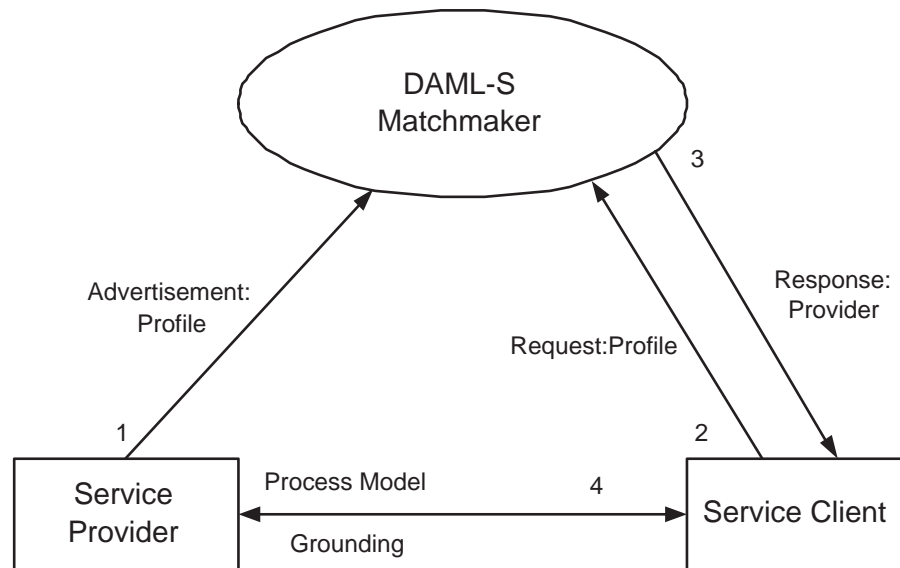 DAML-S
Matchmaker
3
Advertisement:
Profile
Response:
Provider
Request:Profile
1
2
Service
Provider
Process Model
4
Grounding
Service Client